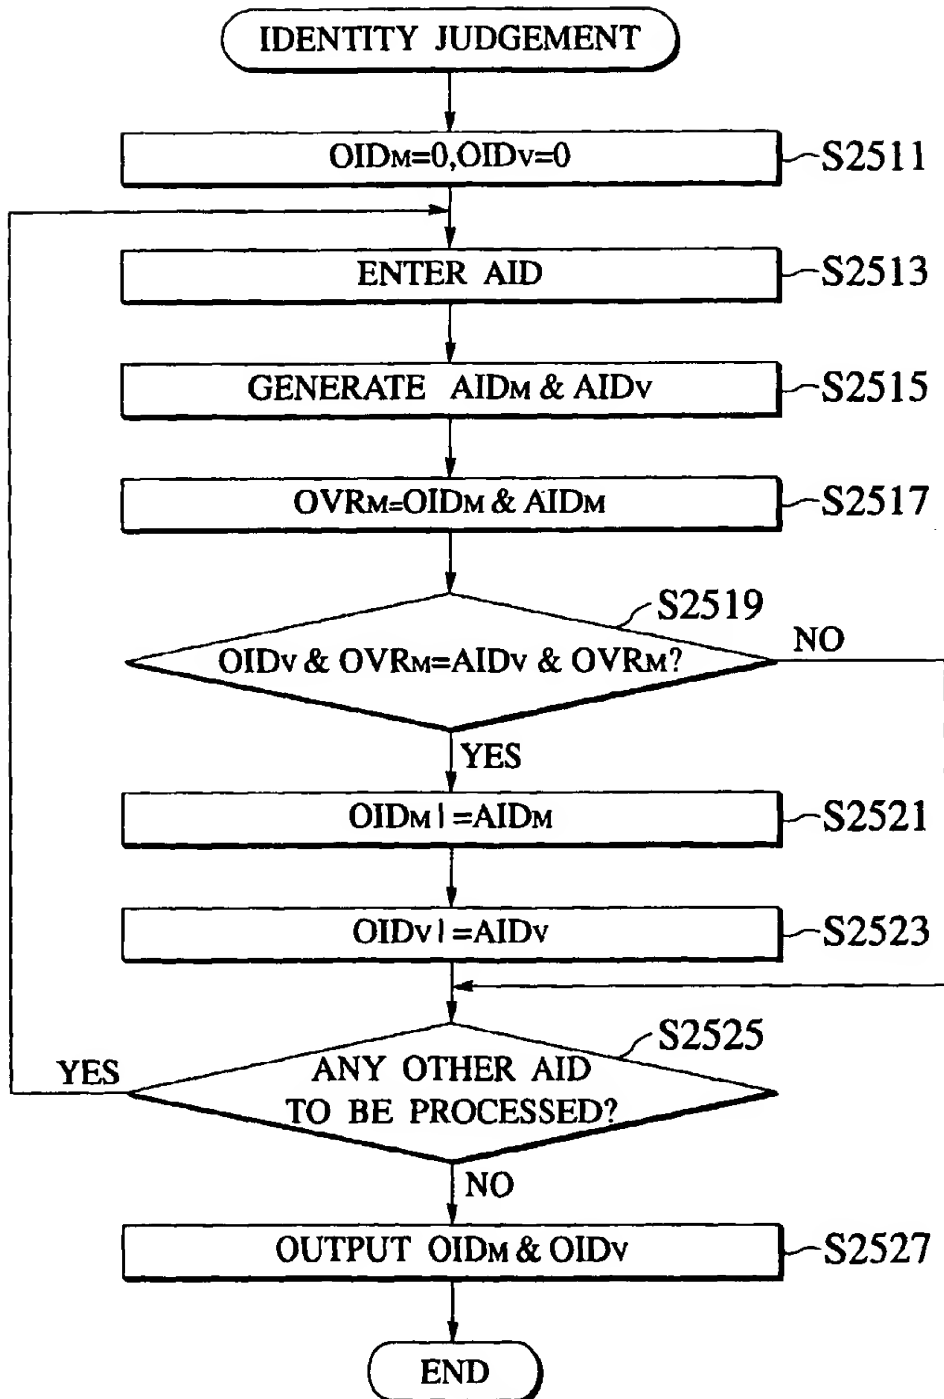 IDENTITY JUDGEMENT
OIDM=0,OIDV=0
S2511
ENTER AID
S2513
GENERATE AIDM & AIDV
S2515
OVRM=OIDM & AIDM
S2517
S2519
OIDV & OVRM=AIDV & OVRM?
NO
YES
OIDM|=AIDM
S2521
OIDV|=AIDV
S2523
S2525
YES
ANY OTHER AID
TO BE PROCESSED?
NO
OUTPUT OIDM & OIDV
S2527
END